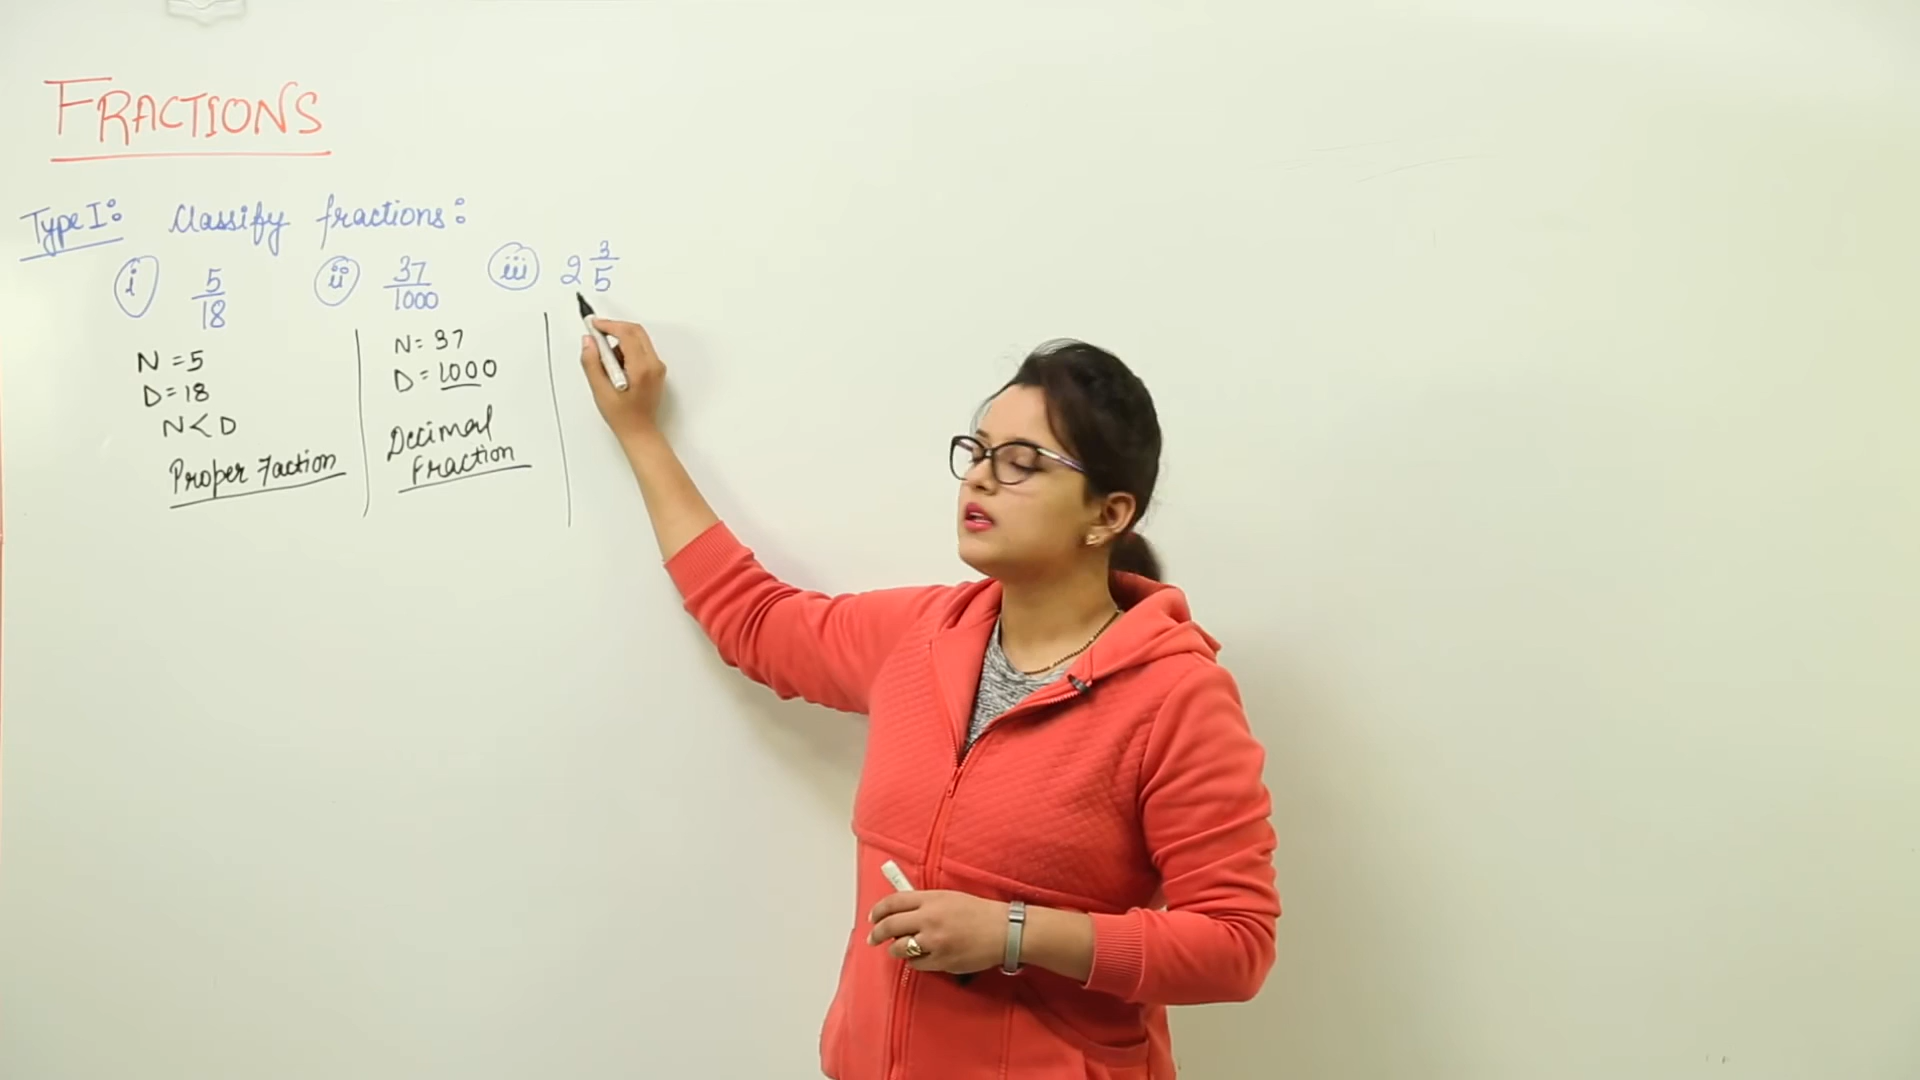 FRACTIONS
Type I: Classify fractions:
i 5/18 ii 37/1000 iii 2 3/5
N = 5
D = 18
N < D
Proper Faction
N = 37
D = 1000
Decimal
Fraction